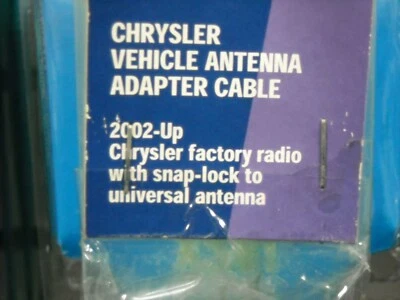 CHRYSLER
VEHICLE ANTENNA
ADAPTER CABLE
2002-Up
Chrysler factory radio
with snap-lock to
universal antenna